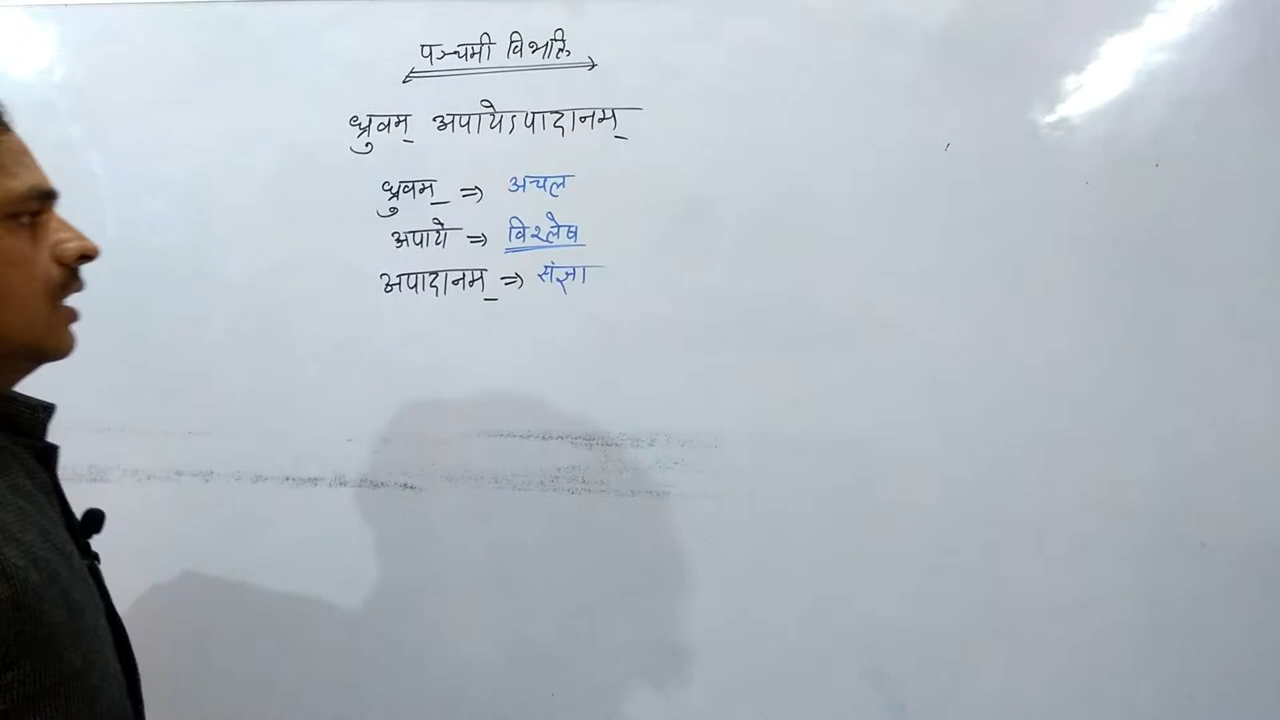 पञ्चमी विभक्ति
ध्रुवम् अपायेऽपादानम्
ध्रुवम् ⇒ अचल
अपाये ⇒ विश्लेष
अपादानम् ⇒ संज्ञा